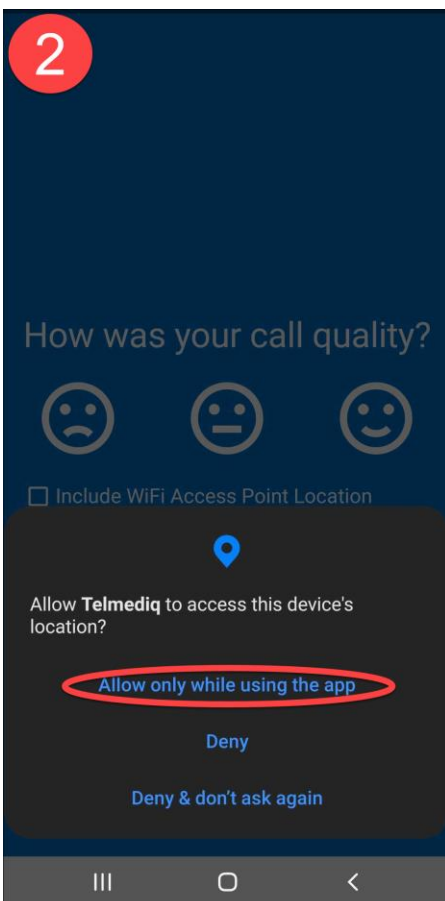 2
How was your call quality?
Include WiFi Access Point Location
Allow Telmediq to access this device's
location?
Allow only while using the app
Deny
Deny & don't ask again